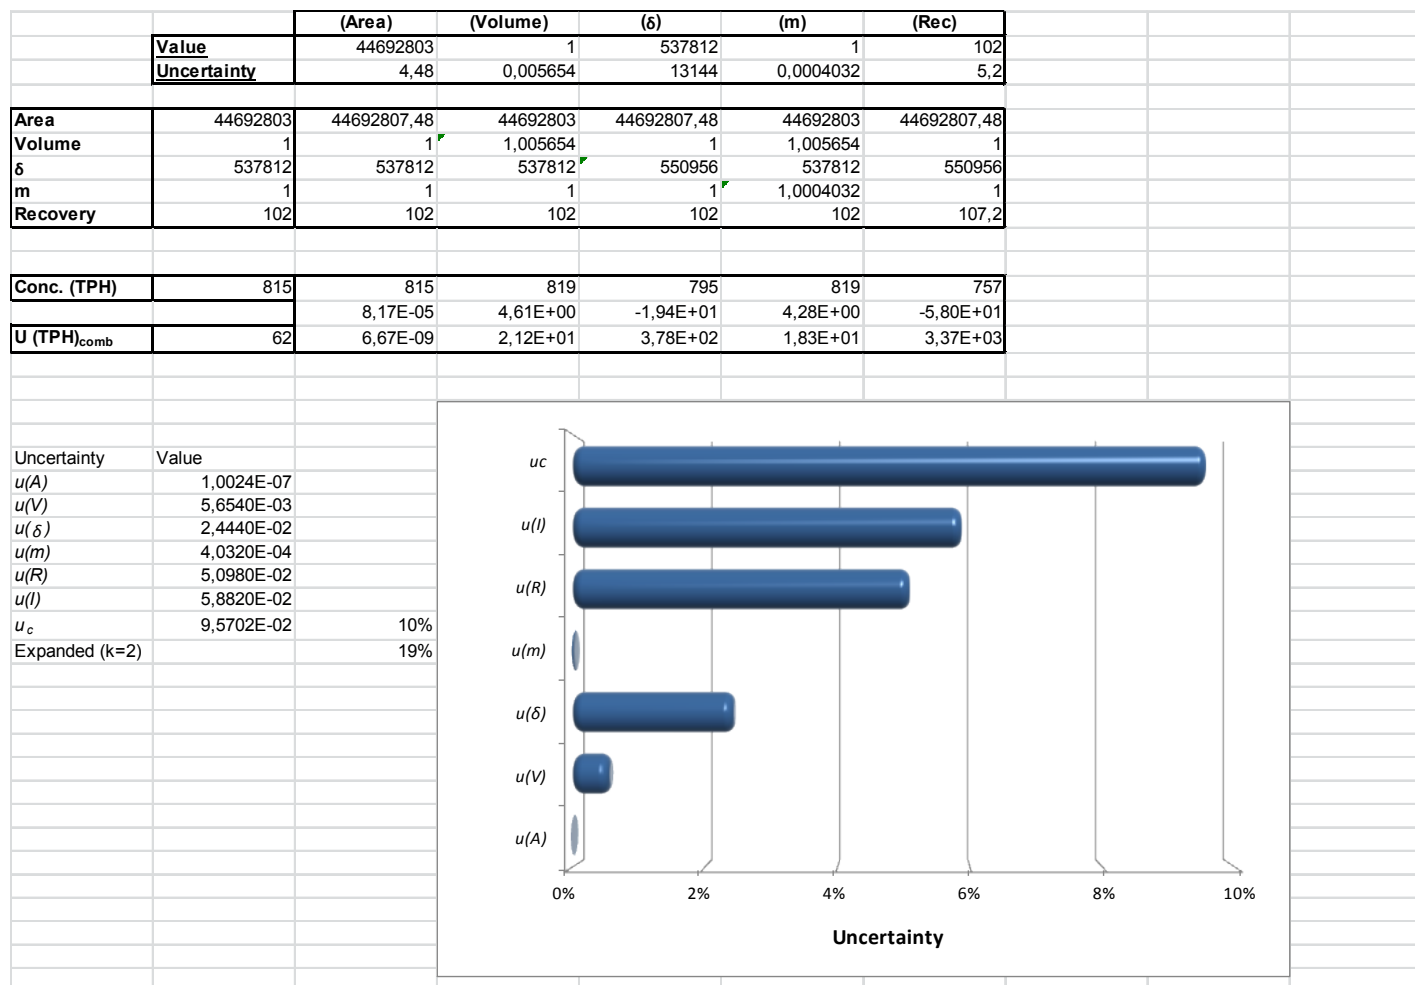 (Area) (Volume) (δ) (m) (Rec)
Value 44692803 1 537812 1 102
Uncertainty 4,48 0,005654 13144 0,0004032 5,2
Area 44692803 44692807,48 44692803 44692807,48 44692803 44692807,48
Volume 1 1 1,005654 1 1,005654 1
δ 537812 537812 537812 550956 537812 550956
m 1 1 1 1 1,0004032 1
Recovery 102 102 102 102 102 107,2
Conc. (TPH) 815 815 819 795 819 757
8,17E-05 4,61E+00 -1,94E+01 4,28E+00 -5,80E+01
U (TPH)comb 62 6,67E-09 2,12E+01 3,78E+02 1,83E+01 3,37E+03
Uncertainty Value
u(A) 1,0024E-07
u(V) 5,6540E-03
u(δ) 2,4440E-02
u(m) 4,0320E-04
u(R) 5,0980E-02
u(I) 5,8820E-02
uc 9,5702E-02 10%
Expanded (k=2) 19%
uc
u(I)
u(R)
u(m)
u(δ)
u(V)
u(A)
0% 2% 4% 6% 8% 10%
Uncertainty